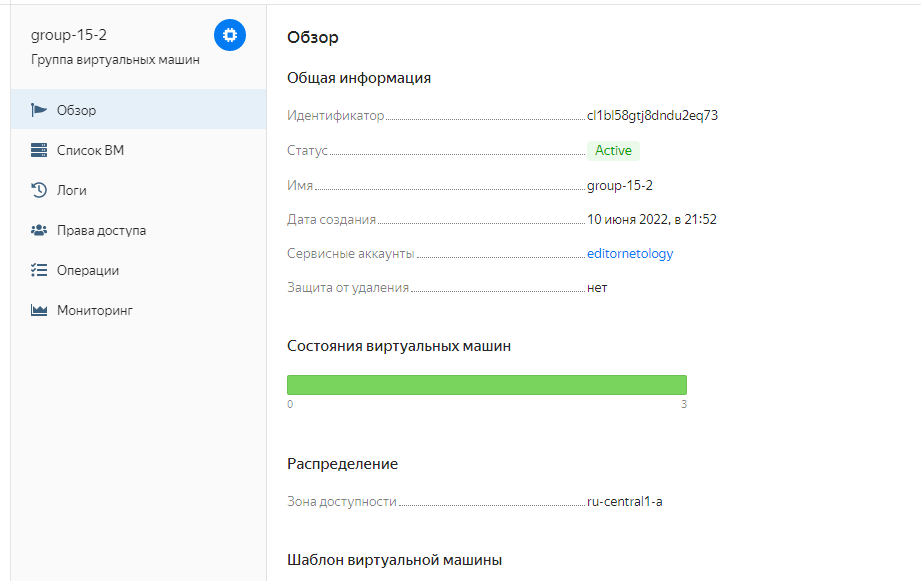 group-15-2
Группа виртуальных машин
Обзор
Список ВМ
Логи
Права доступа
Операции
Мониторинг
Обзор
Общая информация
Идентификатор cl1bl58gtj8dndu2eq73
Статус Active
Имя group-15-2
Дата создания 10 июня 2022, в 21:52
Сервисные аккаунты editornetology
Защита от удаления нет
Состояния виртуальных машин
0 3
Распределение
Зона доступности ru-central1-a
Шаблон виртуальной машины